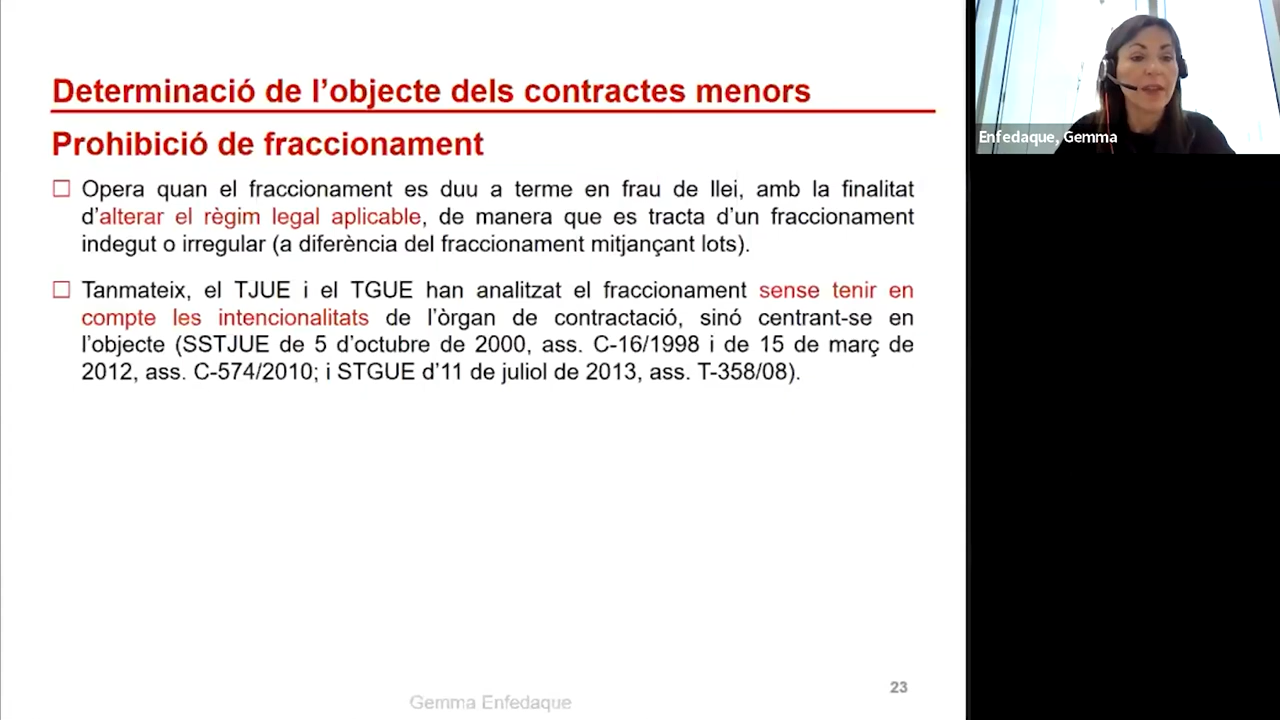 Determinació de l’objecte dels contractes menors
Prohibició de fraccionament
Opera quan el fraccionament es duu a terme en frau de llei, amb la finalitat
d’alterar el règim legal aplicable, de manera que es tracta d’un fraccionament
indegut o irregular (a diferència del fraccionament mitjançant lots).
Tanmateix, el TJUE i el TGUE han analitzat el fraccionament sense tenir en
compte les intencionalitats de l’òrgan de contractació, sinó centrant-se en
l’objecte (SSTJUE de 5 d’octubre de 2000, ass. C-16/1998 i de 15 de març de
2012, ass. C-574/2010; i STGUE d’11 de juliol de 2013, ass. T-358/08).
Gemma Enfedaque
23
Enfedaque, Gemma